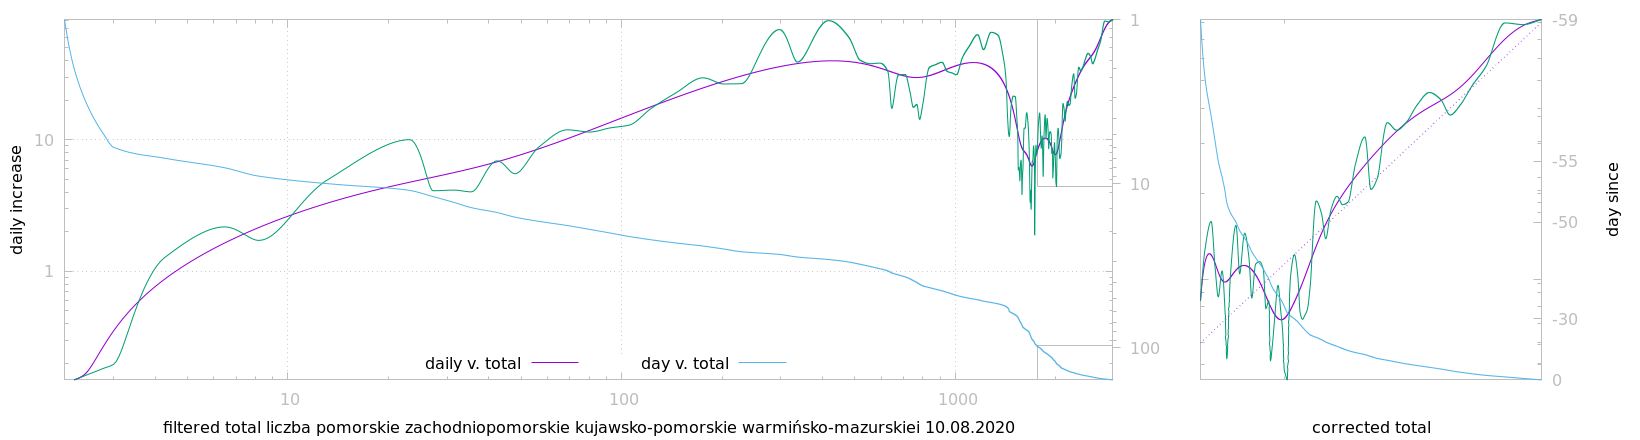 daily increase
10
1
10
100
1000
1
10
100
daily v. total
day v. total
filtered total liczba pomorskie zachodniopomorskie kujawsko-pomorskie warmińsko-mazurskiei 10.08.2020
-59
-55
-50
-30
0
day since
corrected total